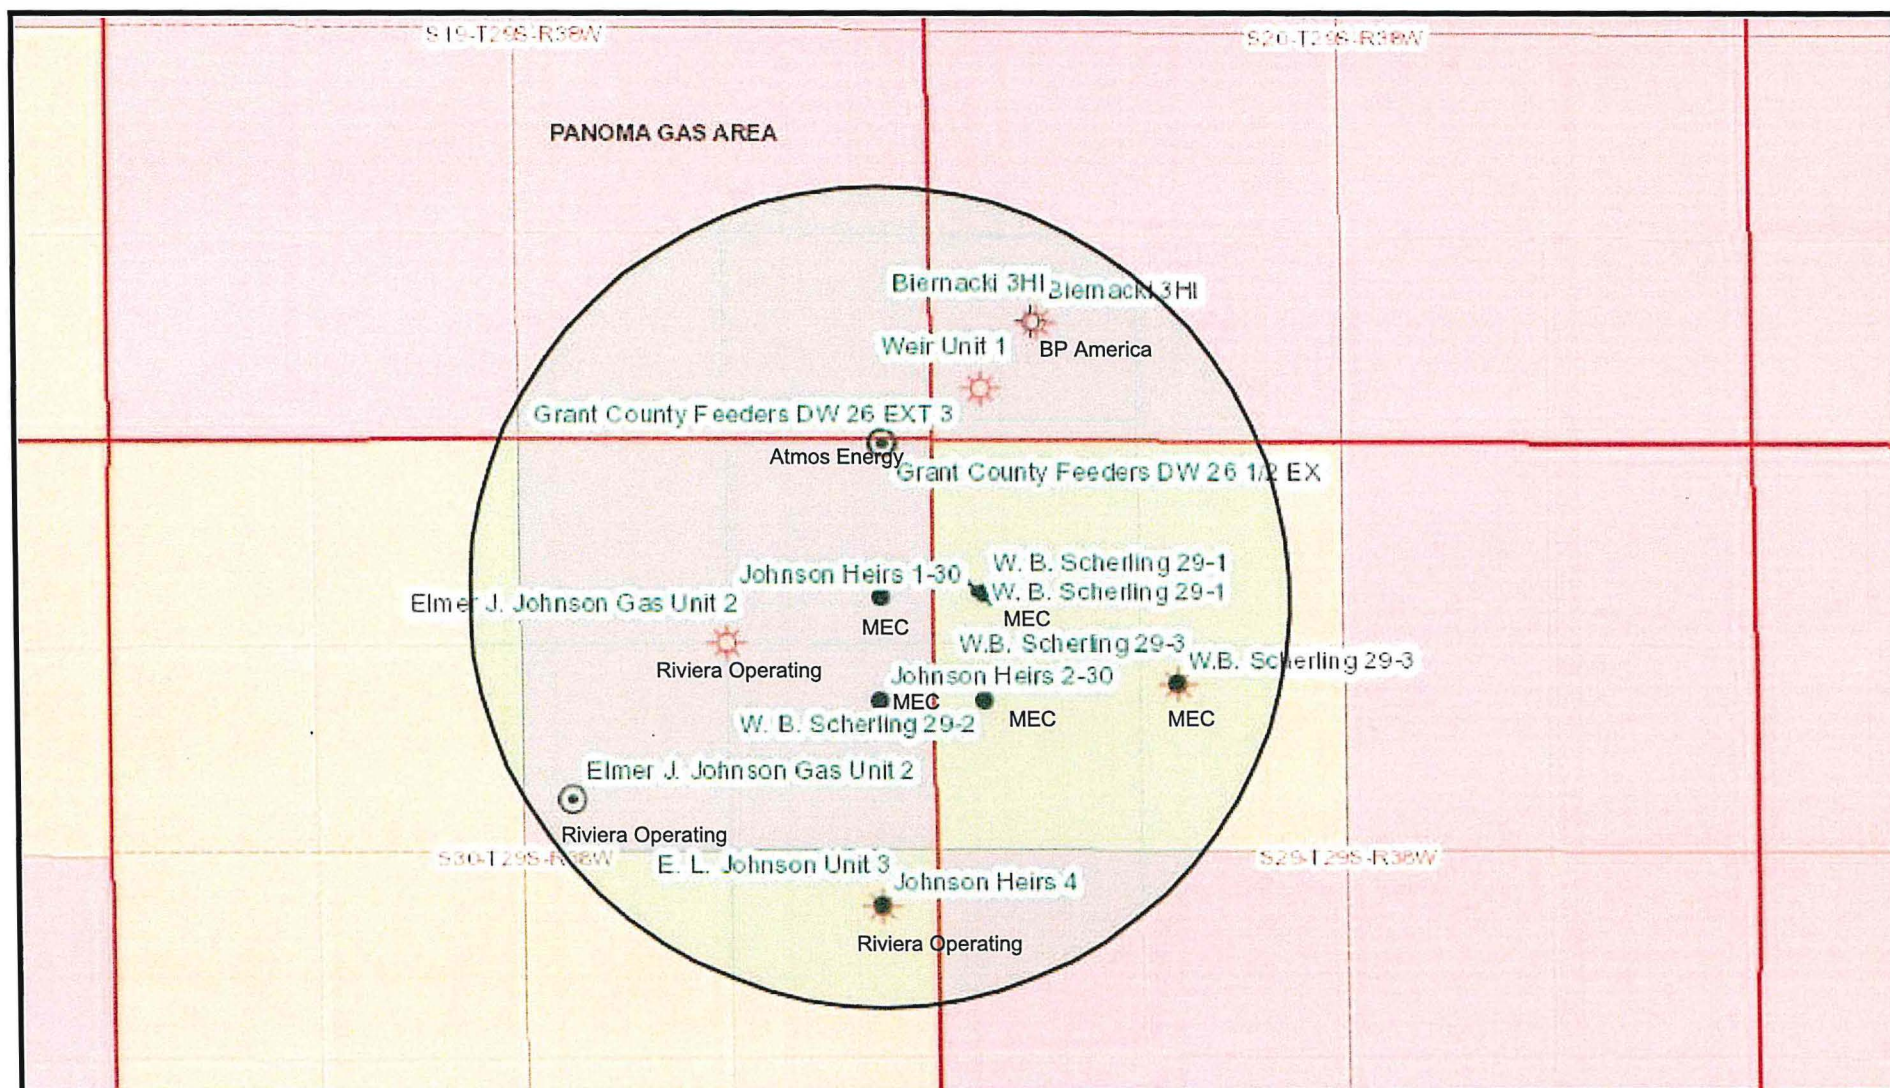 S19-T29S-R38W
S20-T29S-R38W
PANOMA GAS AREA
Biernacki 3HI
Biernacki 3HI
Weir Unit 1
BP America
Grant County Feeders DW 26 EXT 3
Atmos Energy
Grant County Feeders DW 26 1/2 EX
W. B. Scherling 29-1
Johnson Heirs 1-30
W. B. Scherling 29-1
Elmer J. Johnson Gas Unit 2
MEC
MEC
W.B. Scherling 29-3
W.B. Scherling 29-3
Riviera Operating
Johnson Heirs 2-30
MEC
MEC
MEC
W. B. Scherling 29-2
Elmer J. Johnson Gas Unit 2
Riviera Operating
S30-T29S-R38W
S29-T29S-R38W
E. L. Johnson Unit 3
Johnson Heirs 4
Riviera Operating